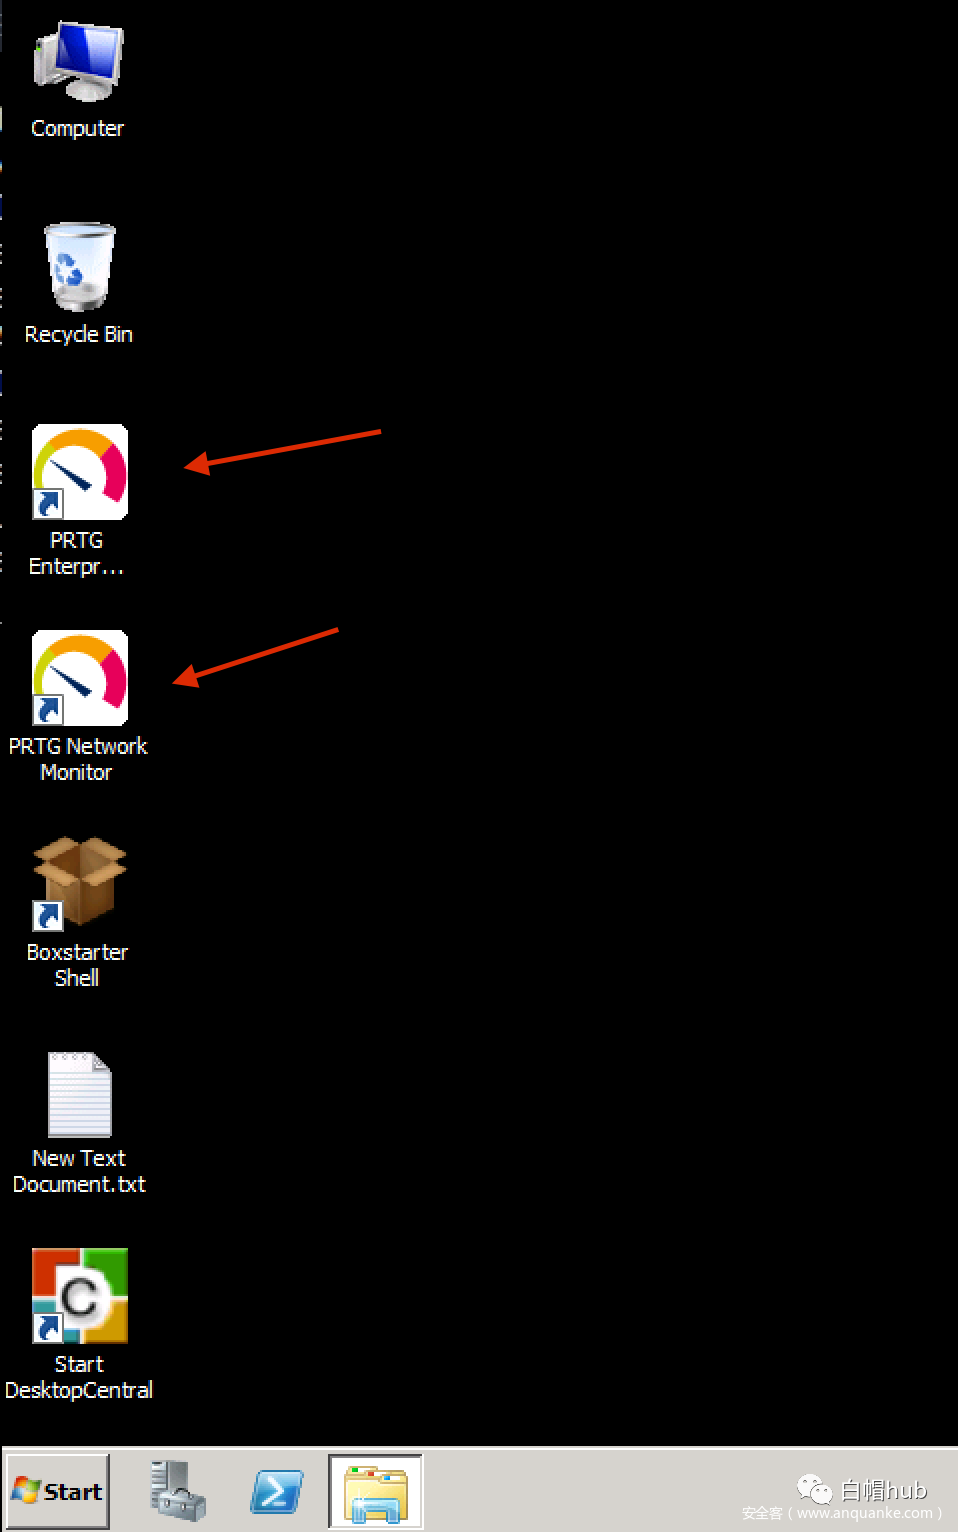 Computer
Recycle Bin
PRTG
Enterpr...
PRTG Network
Monitor
Boxstarter
Shell
New Text
Document.txt
C
Start
DesktopCentral
Start
白帽hub
安全客（www.anquanke.com）